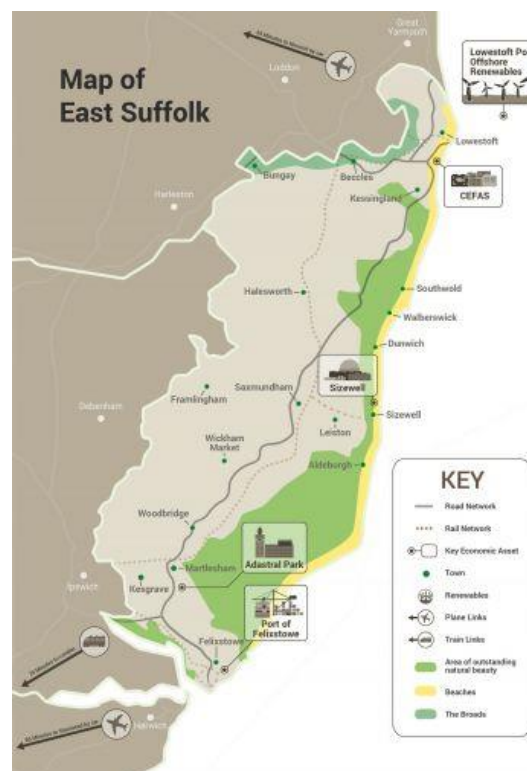 Map of
East Suffolk
Great
Yarmouth
Loddon
Lowestoft Po
Offshore
Renewables
Lowestoft
Bungay
Beccles
CEFAS
Kessingland
Harleston
Halesworth
Southwold
Walberswick
Dunwich
Sizewell
Saxmundham
Framlingham
Debenham
Sizewell
Leiston
Wickham
Market
Aldeburgh
Woodbridge
Adastral Park
Martlesham
Ipswich
Kesgrave
Port of
Felixstowe
Felixstowe
Harwich
KEY
Road Network
Rail Network
Key Economic Asset
Town
Renewables
Plane Links
Train Links
Area of outstanding
natural beauty
Beaches
The Broads